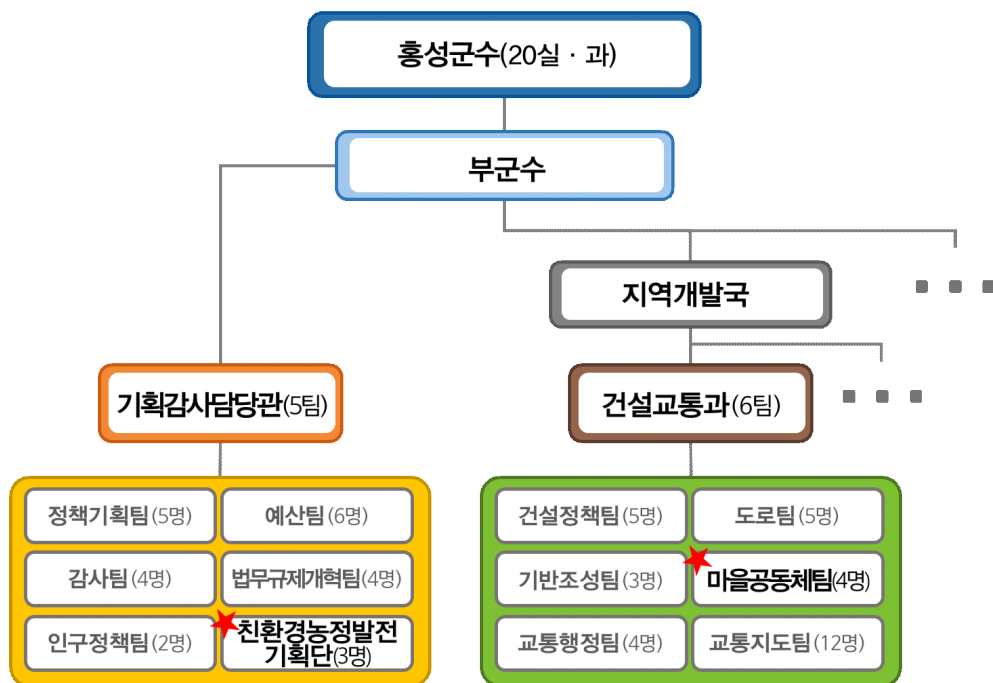 홍성군수(20실 · 과)
부군수
지역개발국
기획감사담당관(5팀)
건설교통과(6팀)
정책기획팀(5명)
예산팀(6명)
감사팀(4명)
법무규제개혁팀(4명)
인구정책팀(2명)
친환경농정발전
기획단(3명)
건설정책팀(5명)
도로팀(5명)
기반조성팀(3명)
마을공동체팀(4명)
교통행정팀(4명)
교통지도팀(12명)